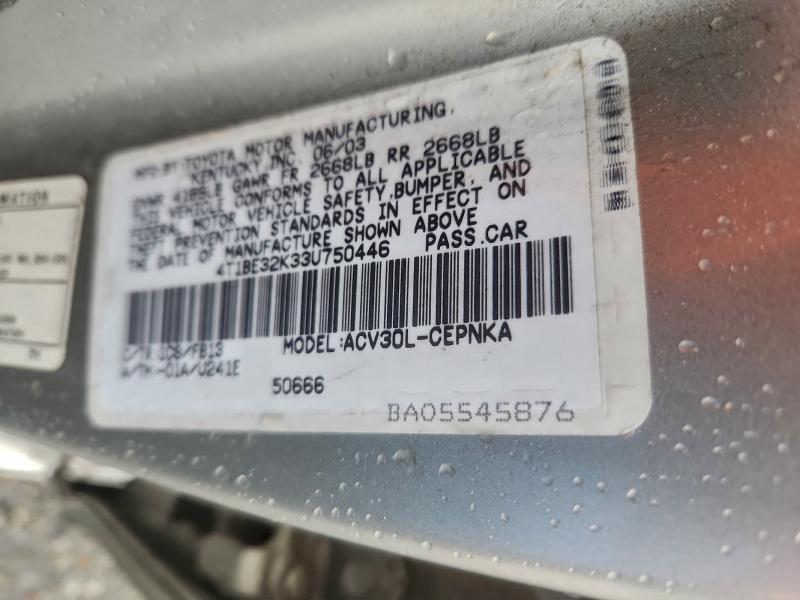 MFD.BY:TOYOTA MOTOR MANUFACTURING,
KENTUCKY INC. 06/03
GVWR 4189LB GAWR FR 2668LB RR 2668LB
THIS VEHICLE CONFORMS TO ALL APPLICABLE
FEDERAL MOTOR VEHICLE SAFETY,BUMPER, AND
THEFT PREVENTION STANDARDS IN EFFECT ON
THE DATE OF MANUFACTURE SHOWN ABOVE
4T1BE32K33U750446 PASS.CAR
C/TR:1C8/FB13 MODEL:ACV30L-CEPNKA
A/TM:-01A/U241E
50666
BA05545876